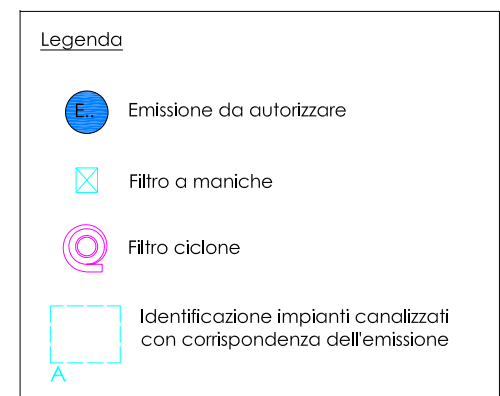 Legenda
E..
Emissione da autorizzare
Filtro a maniche
Filtro ciclone
Identificazione impianti canalizzati
con corrispondenza dell'emissione
A